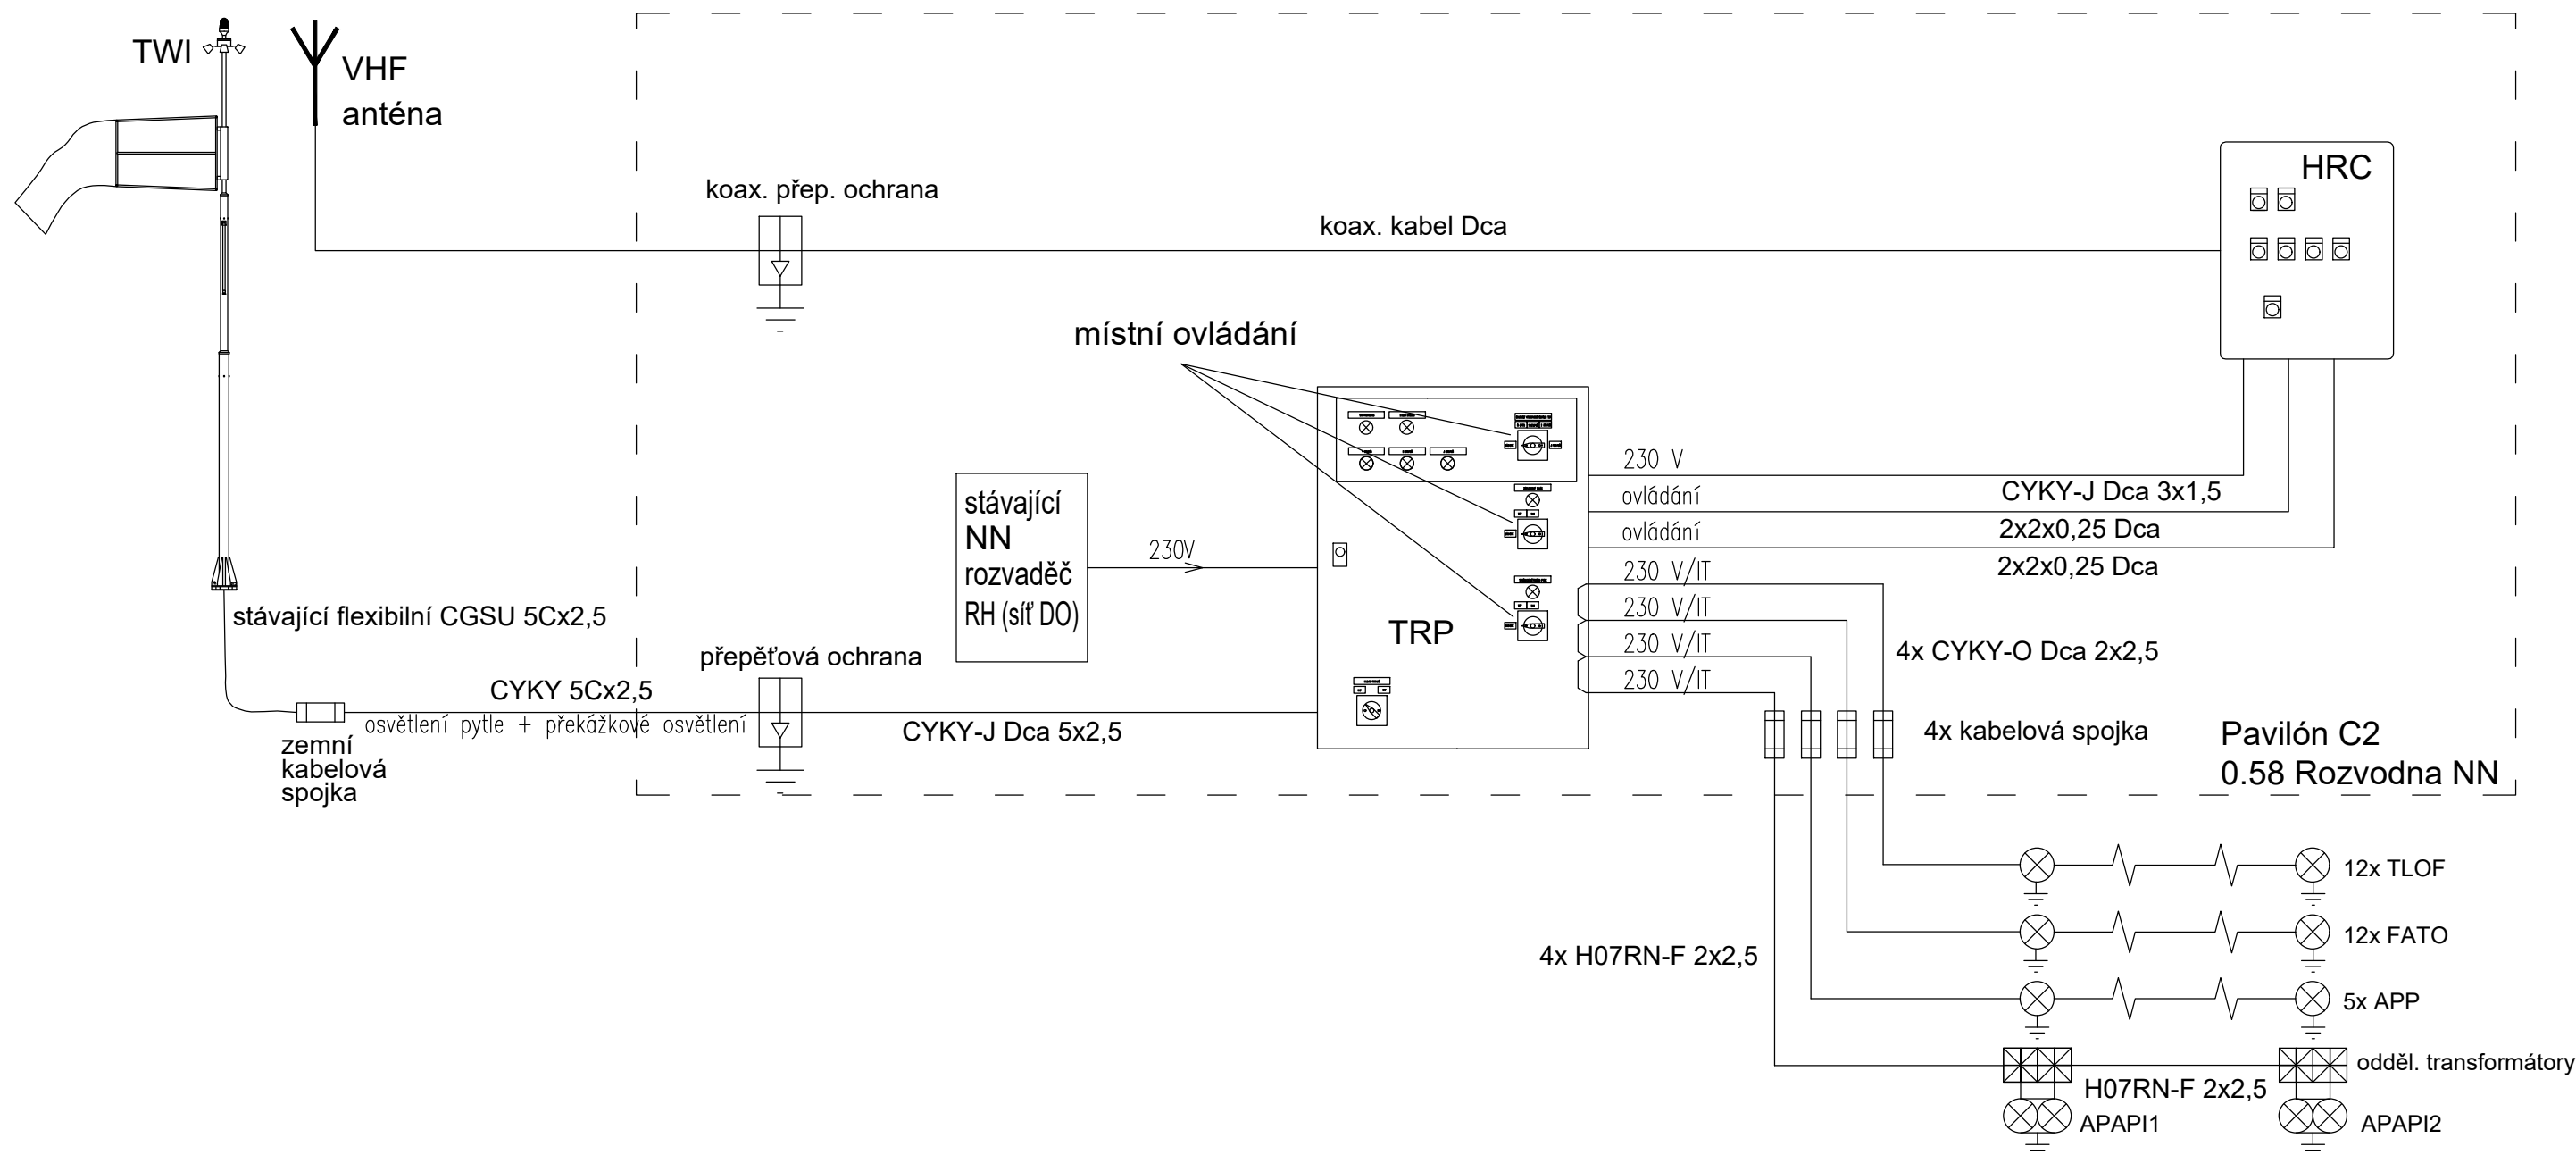 TWI
VHF
anténa
koax. přep. ochrana
koax. kabel Dca
HRC
místní ovládání
stávající
NN
rozvaděč
RH (síť DO)
230V
TRP
230 V
ovládání
ovládání
230 V/IT
230 V/IT
230 V/IT
230 V/IT
CYKY-J Dca 3x1,5
2x2x0,25 Dca
2x2x0,25 Dca
4x CYKY-O Dca 2x2,5
4x kabelová spojka
Pavilón C2
0.58 Rozvodna NN
stávající flexibilní CGSU 5Cx2,5
přepěťová ochrana
CYKY 5Cx2,5
osvětlení pytle + překážkové osvětlení
CYKY-J Dca 5x2,5
zemní
kabelová
spojka
12x TLOF
12x FATO
4x H07RN-F 2x2,5
5x APP
odděl. transformátory
H07RN-F 2x2,5
APAPI1
APAPI2